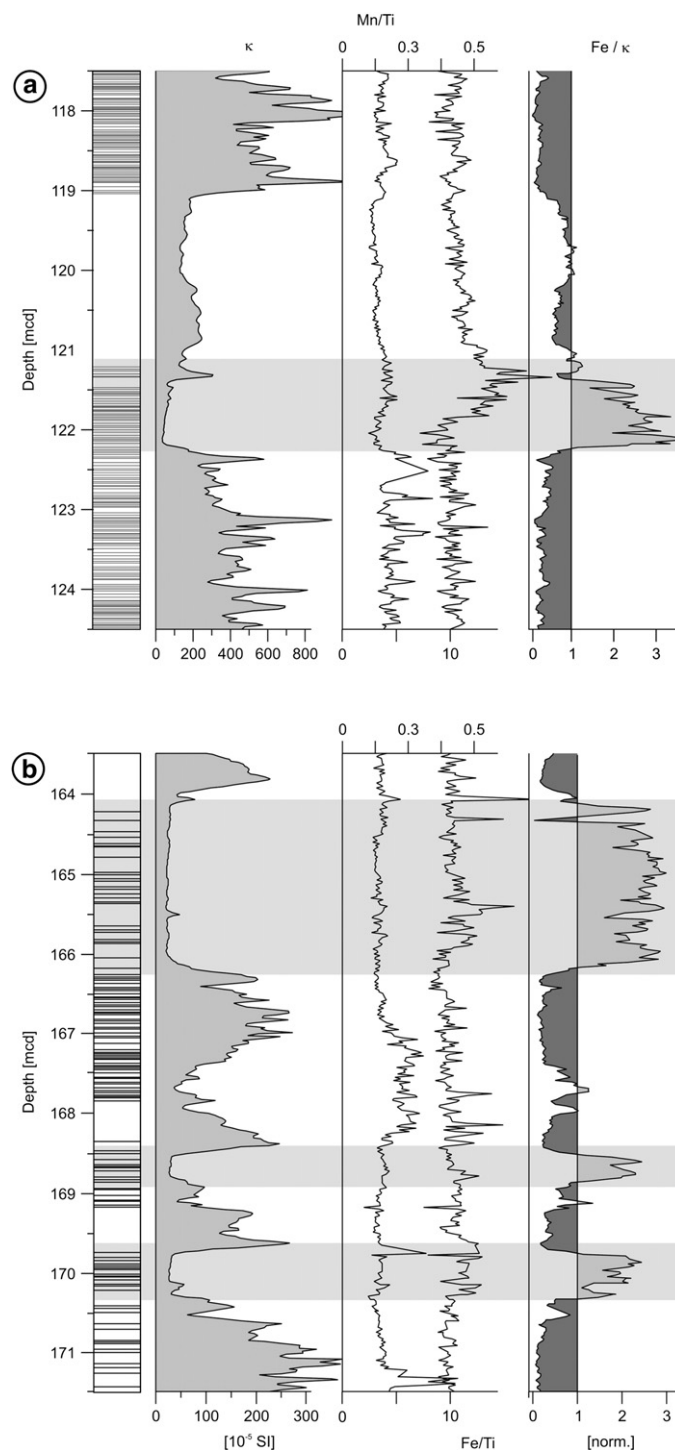 Mn/Ti
κ 0 0.3 0.5 Fe / κ
a
118
119
120
121
122
123
124
Depth [mcd]
0 200 400 600 800 0 10 0 1 2 3
0 0.3 0.5
b
164
165
166
167
168
169
170
171
Depth [mcd]
100 200 300 0 10 0 1 2 3
[10⁻⁵ SI] Fe/Ti [norm.]